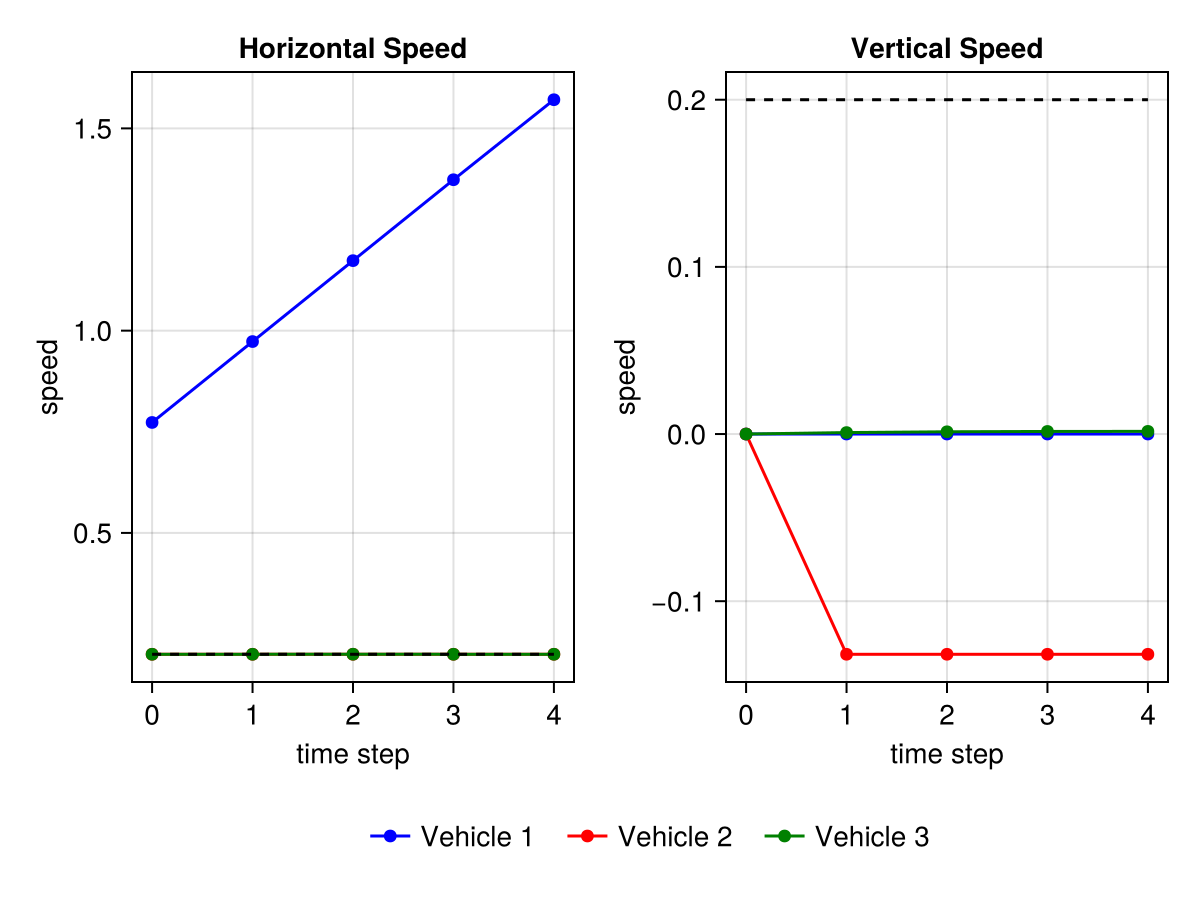 Horizontal Speed
Vertical Speed
speed
1.5
1.0
0.5
0 1 2 3 4
time step
speed
0.2
0.1
0.0
−0.1
0 1 2 3 4
time step
Vehicle 1 Vehicle 2 Vehicle 3